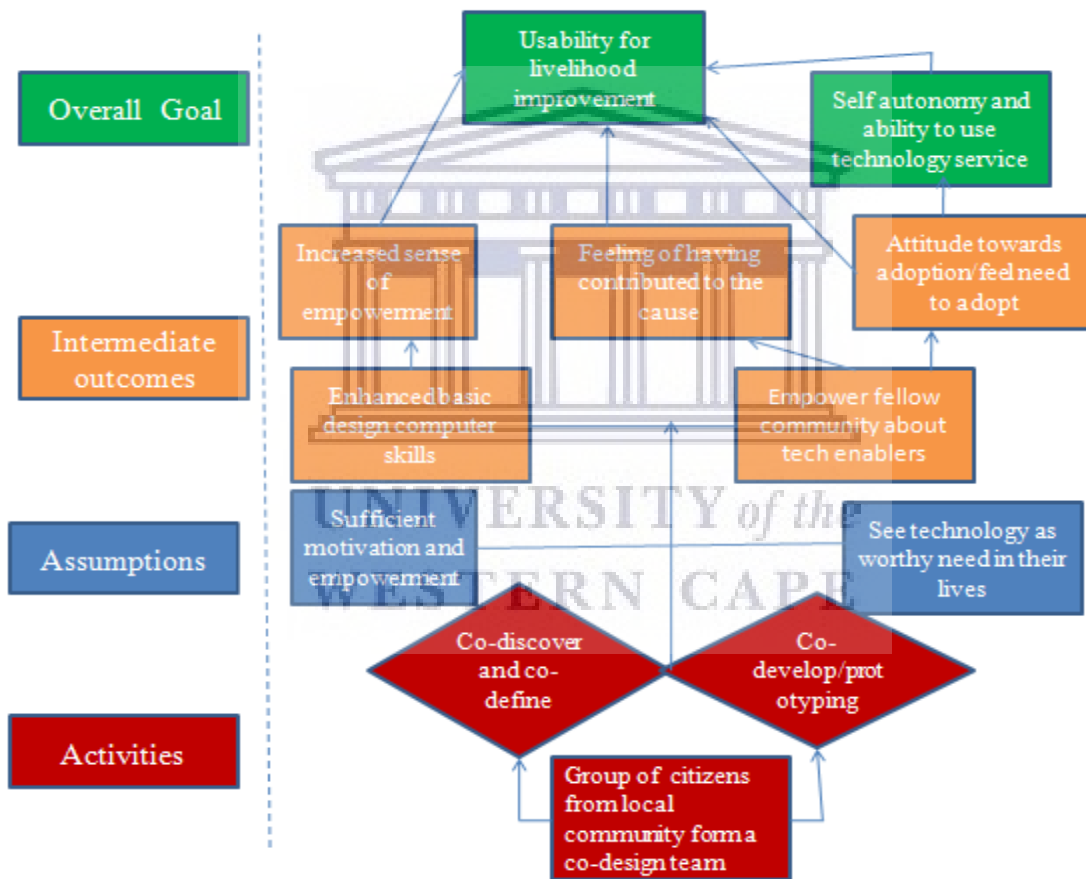 Usability for
livelihood
improvement
Overall Goal
Self autonomy and
ability to use
technology service
Increased sense
of
empowerment
Feeling of having
contributed to the
cause
Attitude towards
adoption/feel need
to adopt
Intermediate
outcomes
Enhanced basic
design computer
skills
Empower fellow
community about
tech enablers
UNIVERSITY of the
WESTERN CAPE
Assumptions
Sufficient
motivation and
empowerment
See technology as
worthy need in their
lives
Co-discover
and co-
define
Co-
develop/prot
otyping
Activities
Group of citizens
from local
community form a
co-design team